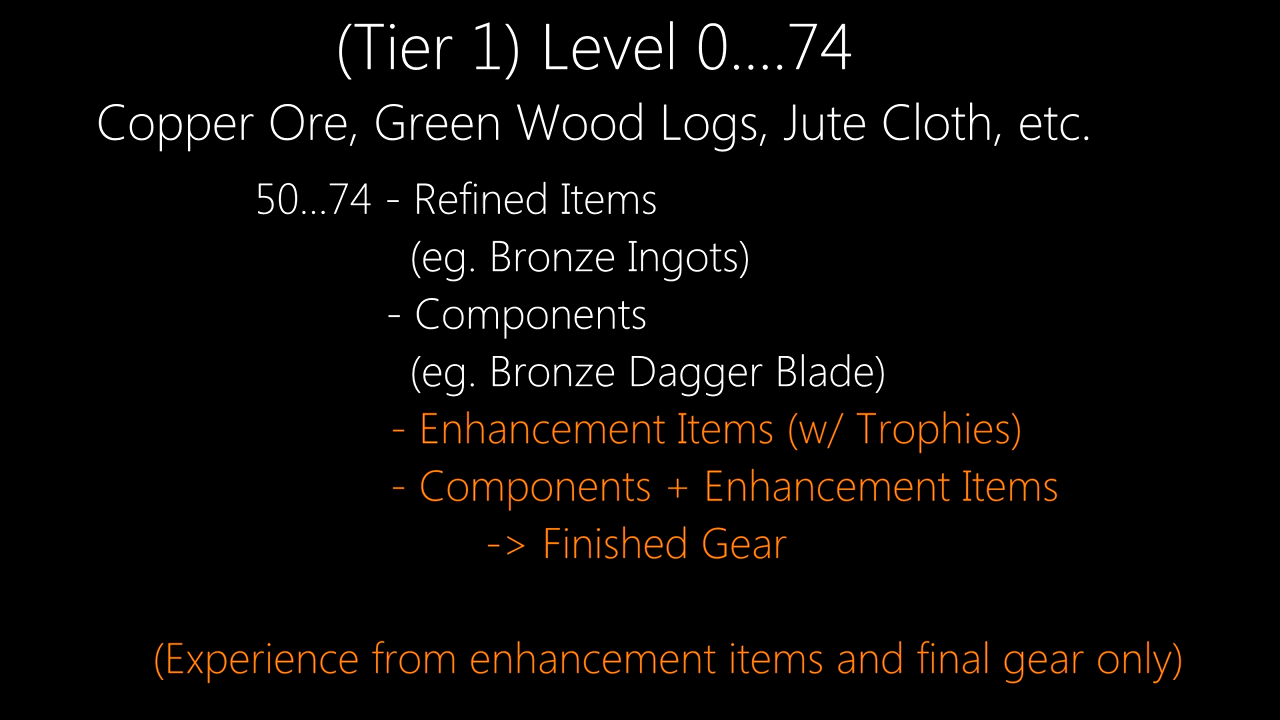 (Tier 1) Level 0....74
Copper Ore, Green Wood Logs, Jute Cloth, etc.
50...74 - Refined Items
(eg. Bronze Ingots)
- Components
(eg. Bronze Dagger Blade)
- Enhancement Items (w/ Trophies)
- Components + Enhancement Items
-> Finished Gear
(Experience from enhancement items and final gear only)